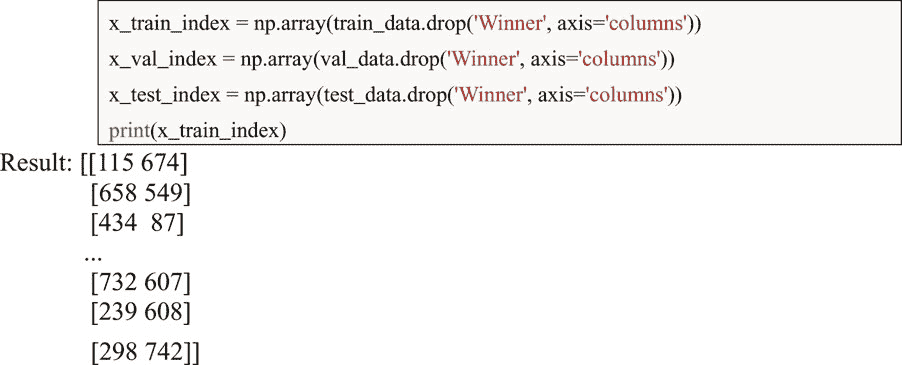 x_train_index = np.array(train_data.drop('Winner', axis='columns'))
x_val_index = np.array(val_data.drop('Winner', axis='columns'))
x_test_index = np.array(test_data.drop('Winner', axis='columns'))
print(x_train_index)
Result: [[115 674]
[658 549]
[434  87]
...
[732 607]
[239 608]
[298 742]]